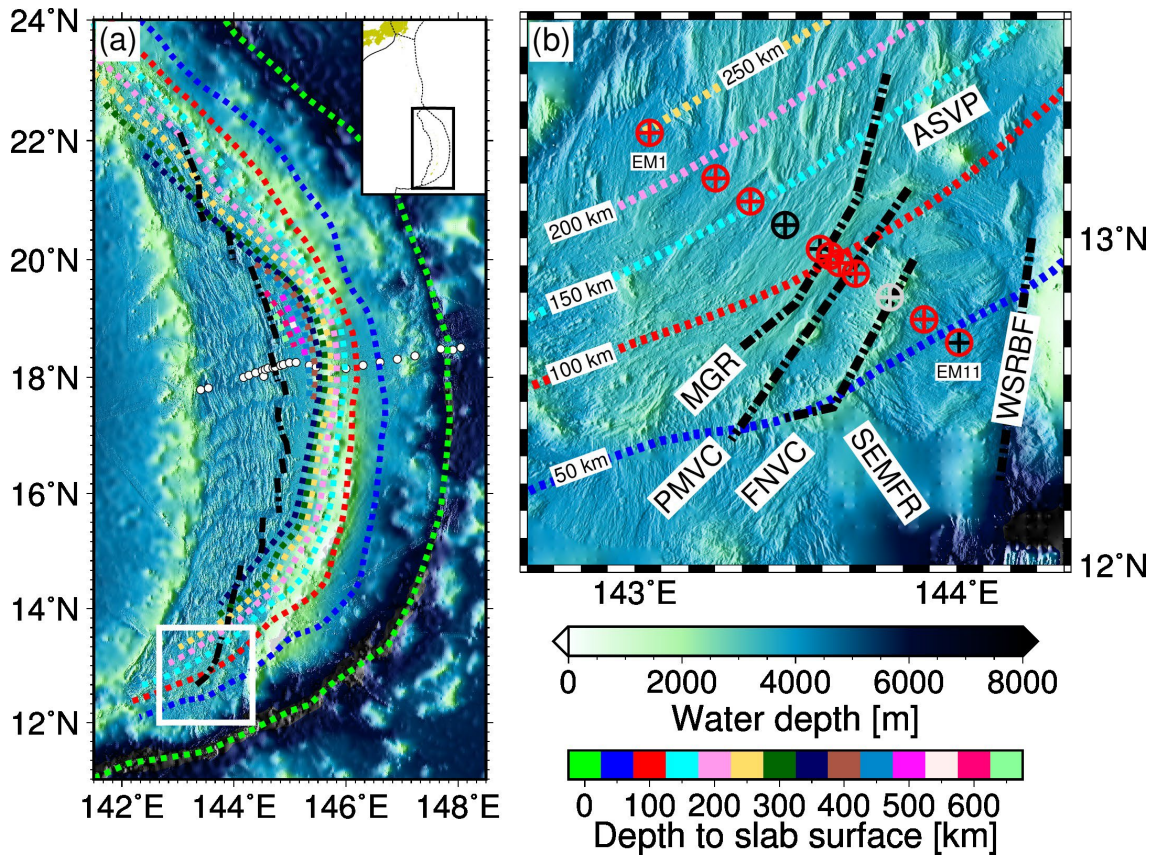 (a)
24˚N
22˚N
20˚N
18˚N
16˚N
14˚N
12˚N
142˚E 144˚E 146˚E 148˚E
(b)
250 km
EM1
ASVP
200 km
150 km
100 km
50 km
MGR
PMVC
FNVC
SEMFR
WSRBF
EM11
13˚N
12˚N
143˚E 144˚E
0 2000 4000 6000 8000
Water depth [m]
0 100 200 300 400 500 600
Depth to slab surface [km]